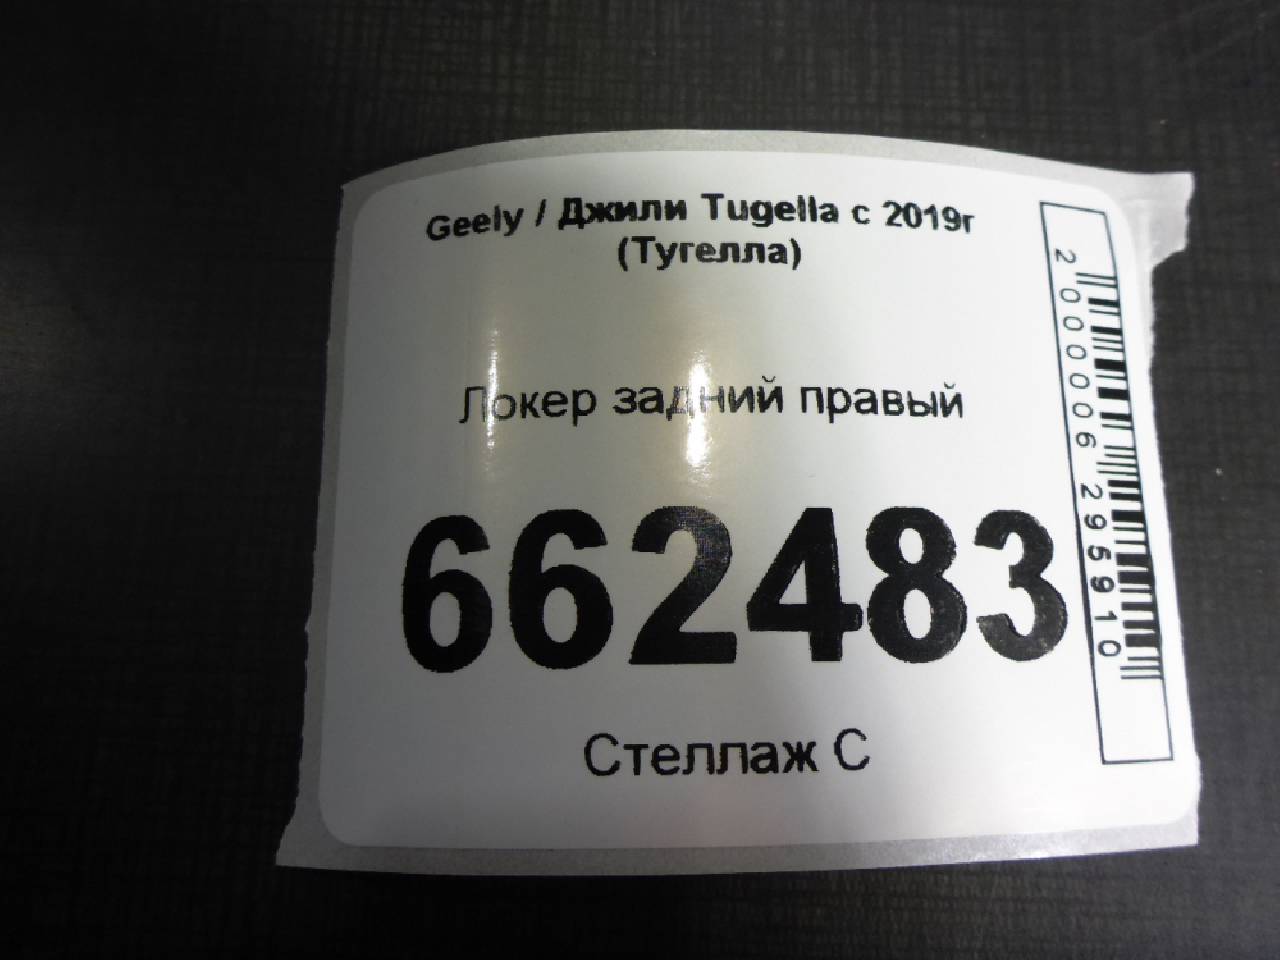 Geely / Джили Tugella с 2019г
(Тугелла)
Локер задний правый
662483
Стеллаж С
2000006295910